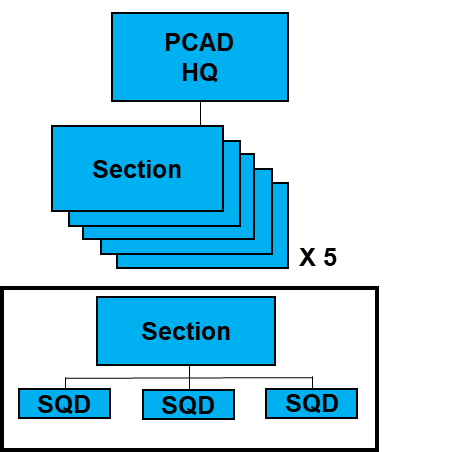 PCAD
HQ
Section
X 5
Section
SQD
SQD
SQD